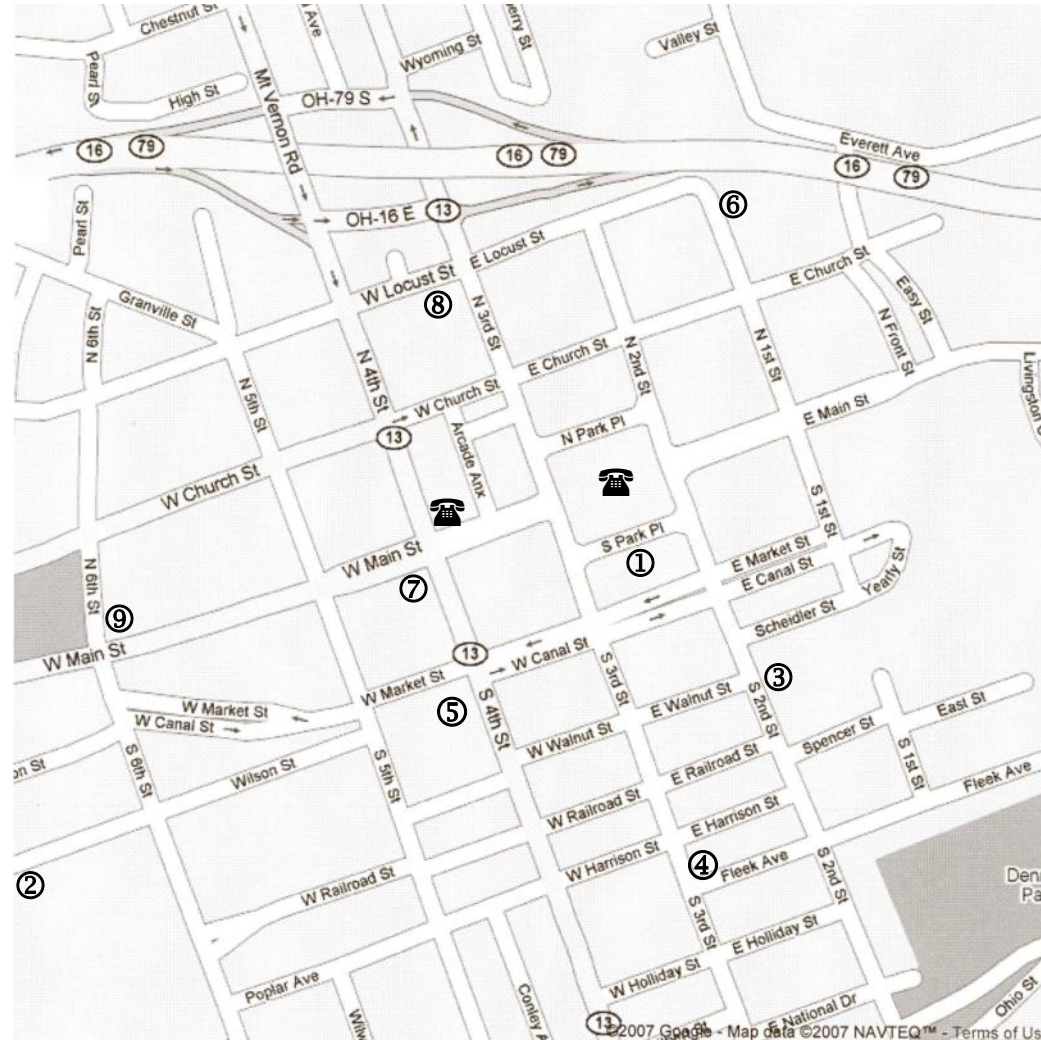 Chestnut St
Ave
erry St
Valley St
Wyoming St
Pearl St
High St
Mt Vernon Rd
OH-79 S
16
79
16
79
Everett Ave
16
79
Pearl St
OH-16 E
13
⑥
E Locust St
W Locust St
⑧
E Church St
Easy St
N Front St
Granville St
N 6th St
N 3rd St
N 1st St
N 4th St
N 5th St
E Church St
N 2nd St
W Church St
E Main St
Livingston
13
Arcade Anx
N Park Pl
W Church St
S 1st St
S Park Pl
W Main St
①
E Market St
E Canal St
Yearly St
N 6th St
⑦
⑨
Scheidler St
W Main St
13
W Canal St
S 3rd St
③
W Market St
E Walnut St
S 2nd St
W Market St
W Canal St
⑤
S 4th St
East St
Spencer St
W Walnut St
S 1st St
on St
S 6th St
Wilson St
S 5th St
E Railroad St
Fleek Ave
W Railroad St
E Harrison St
W Harrison St
④
Fleek Ave
②
S 2nd St
Denn
Pa
W Railroad St
S 3rd St
E Holliday St
W Holliday St
Poplar Ave
Conley A
Wilw
E National Dr
Ohio St
13
©2007 Google - Map data ©2007 NAVTEQ™ - Terms of Us